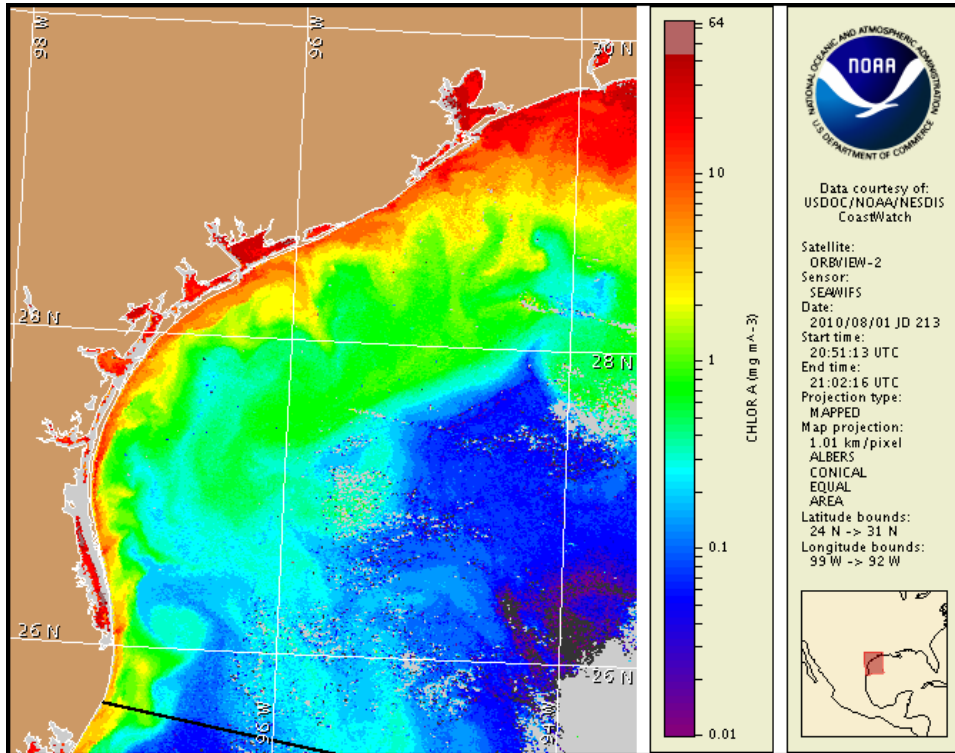 98 W
96 W
30 N
28 N
28 N
26 N
26 N
96 W
94 W
64
10
1
0.1
0.01
CHLOR A (mg m^-3)
NATIONAL OCEANIC AND ATMOSPHERIC ADMINISTRATION
NOAA
U.S. DEPARTMENT OF COMMERCE
Data courtesy of:
USDOC/NOAA/NESDIS
CoastWatch
Satellite:
ORBVIEW-2
Sensor:
SEAWIFS
Date:
2010/08/01 JD 213
Start time:
20:51:13 UTC
End time:
21:02:16 UTC
Projection type:
MAPPED
Map projection:
1.01 km/pixel
ALBERS
CONICAL
EQUAL
AREA
Latitude bounds:
24 N -> 31 N
Longitude bounds:
99 W -> 92 W